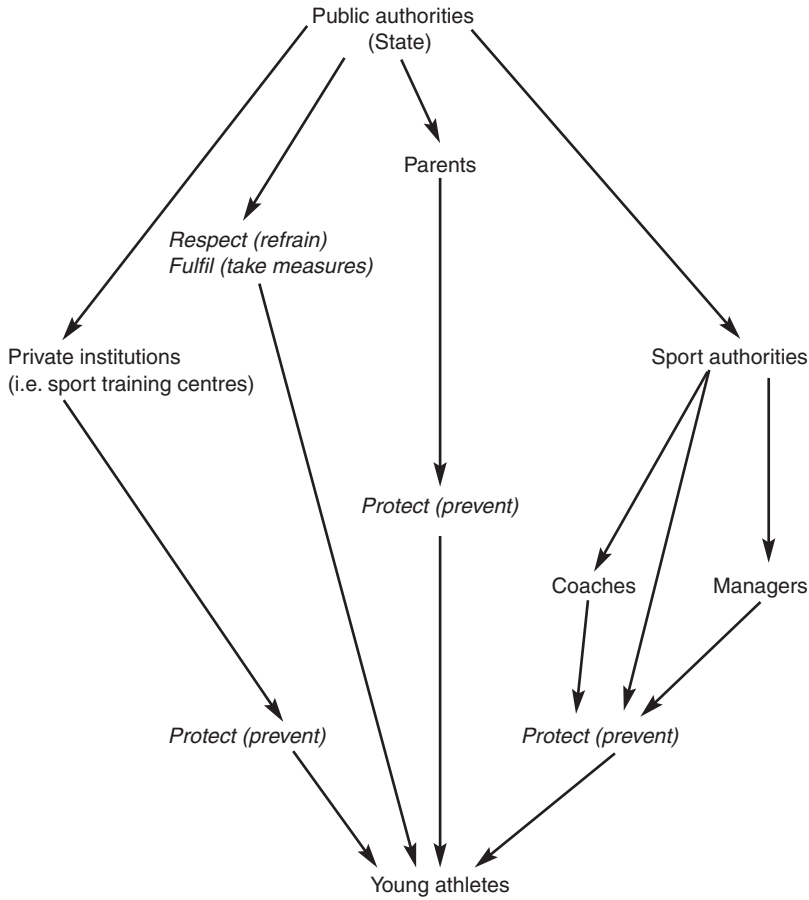 Public authorities
(State)
Parents
Respect (refrain)
Fulfil (take measures)
Private institutions
(i.e. sport training centres)
Sport authorities
Protect (prevent)
Coaches
Managers
Protect (prevent)
Protect (prevent)
Young athletes